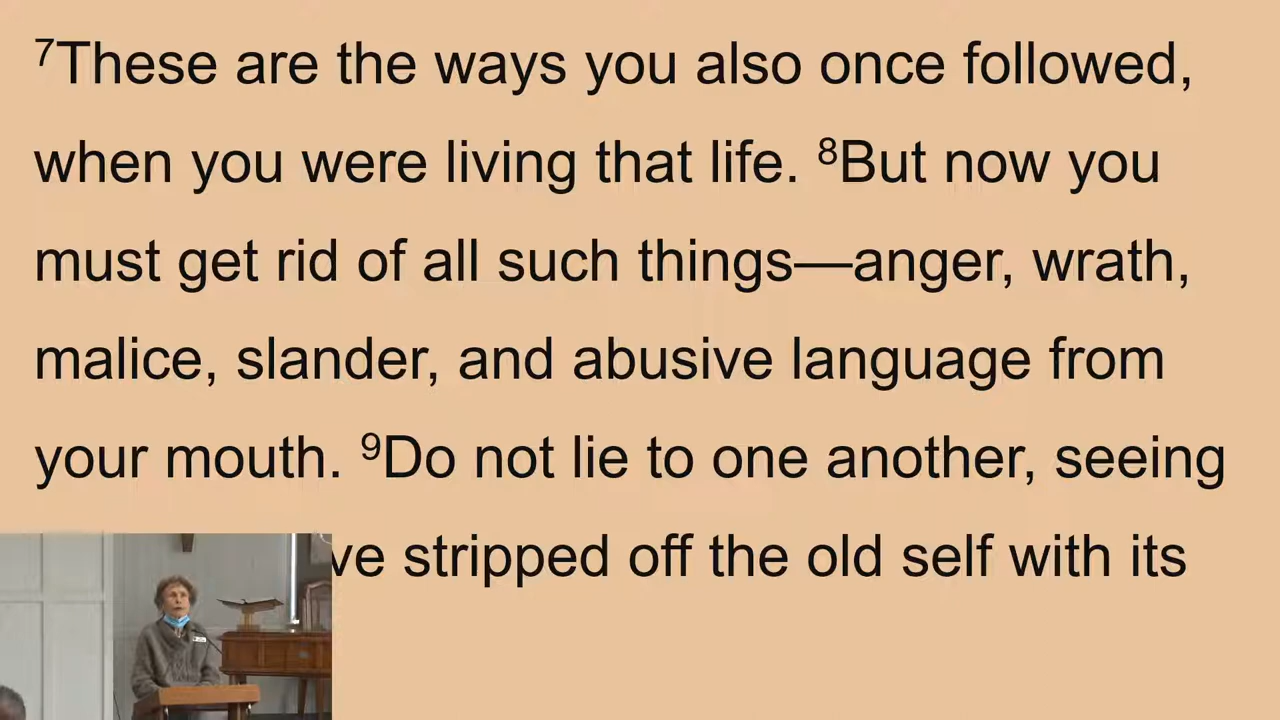 ⁷These are the ways you also once followed,
when you were living that life. ⁸But now you
must get rid of all such things—anger, wrath,
malice, slander, and abusive language from
your mouth. ⁹Do not lie to one another, seeing
stripped off the old self with its